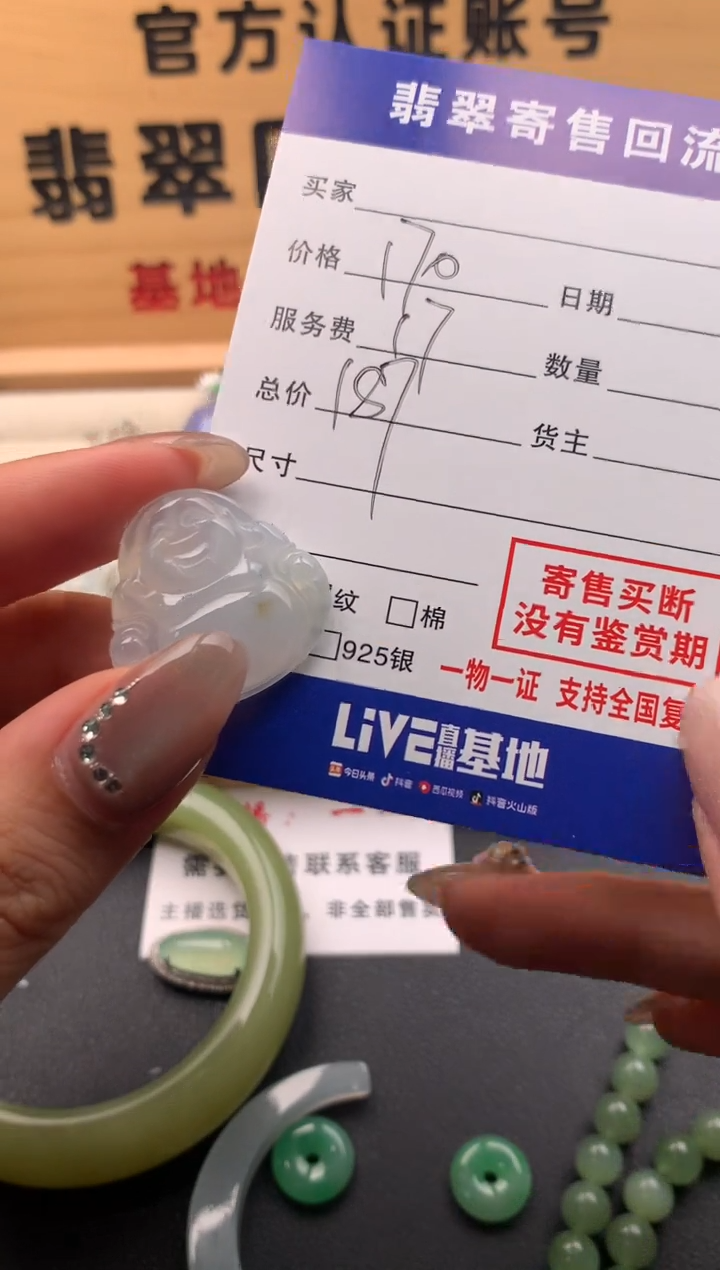 官方认证账号
翡翠
基地
翡翠寄售回流
买家
价格 170 日期
服务费 17 数量
总价 187 货主
尺寸
纹 □棉
□925银
寄售买断
没有鉴赏期
一物一证 支持全国复
LiVE直播基地
今日头条 抖音 西瓜视频 抖音火山版
联系客服
主播选货 非全部售